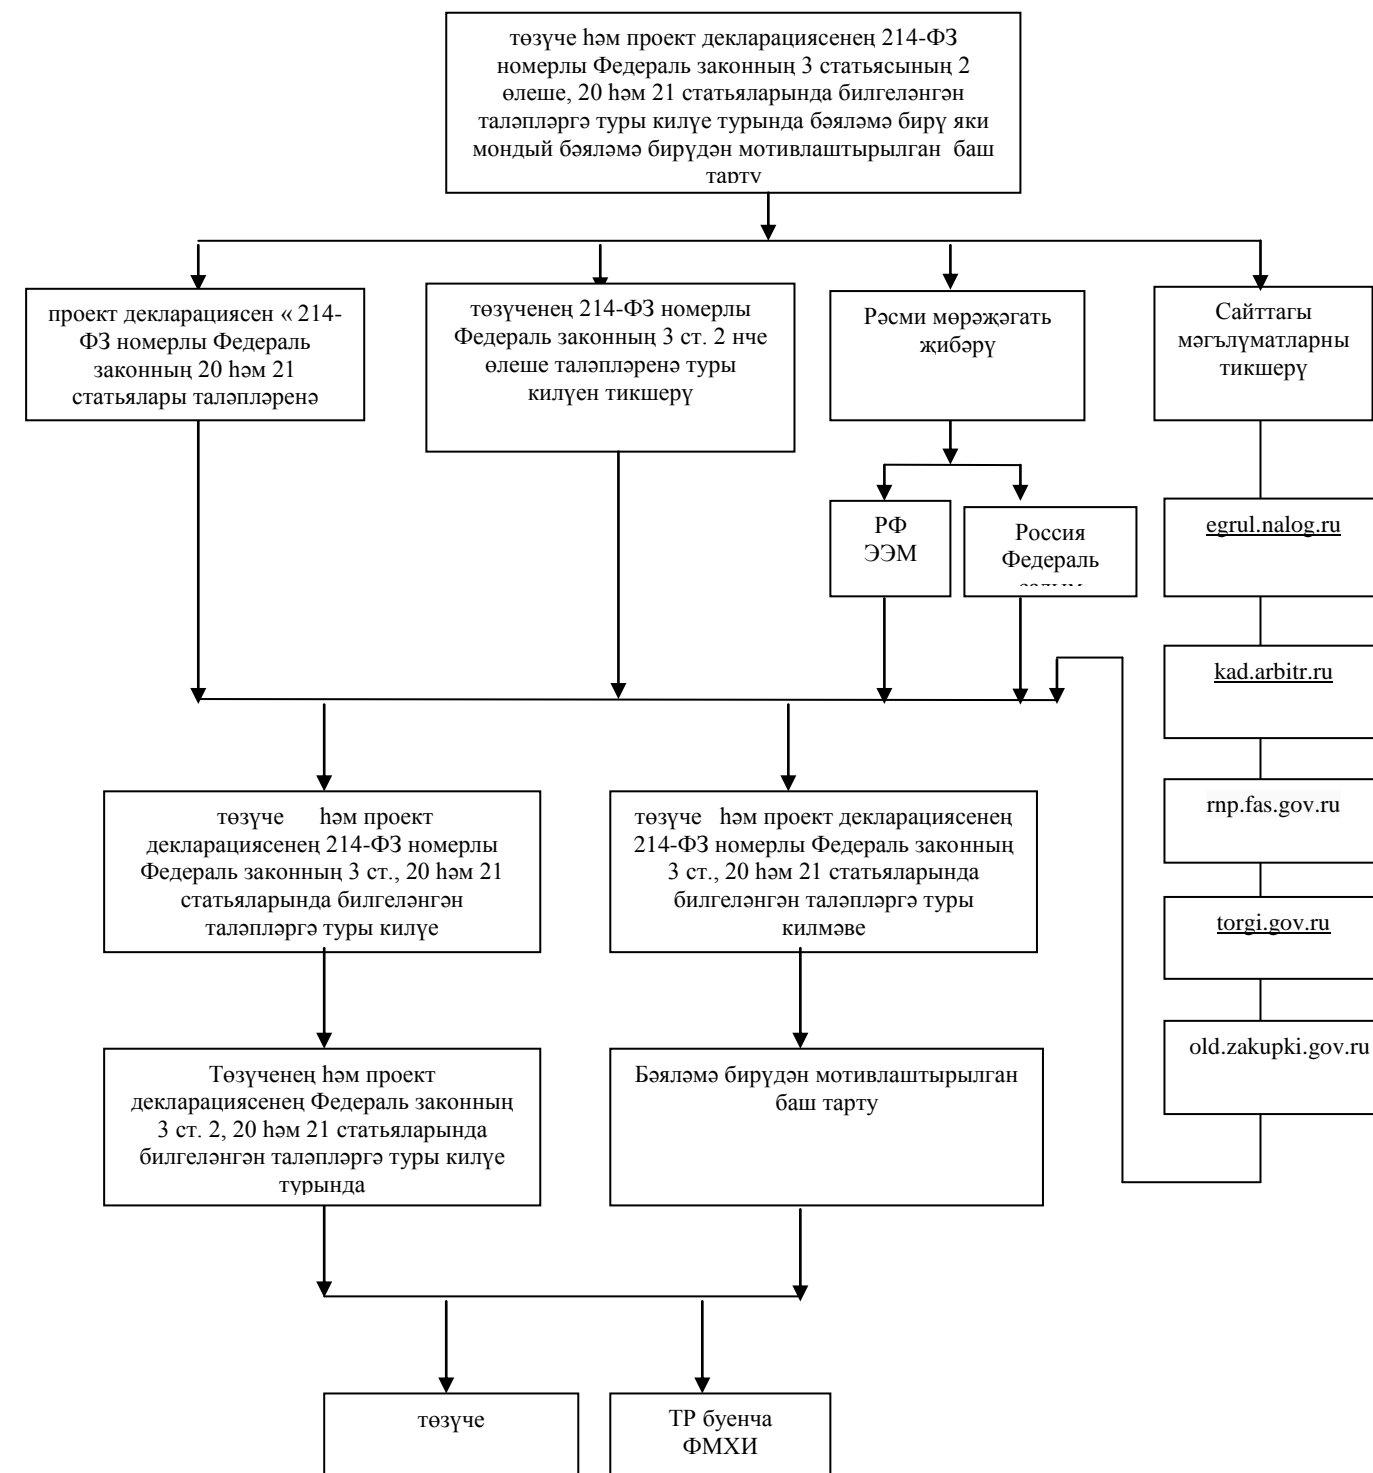 төзүче һәм проект декларациясенең 214-ФЗ
номерлы Федераль законның 3 статьясының 2
өлеше, 20 һәм 21 статьяларында билгеләнгән
таләпләргә туры килүе турында бәяләмә бирү яки
мондый бәяләмә бирүдән мотивлаштырылган баш
тарту
проект декларациясен « 214-
ФЗ номерлы Федераль
законның 20 һәм 21
статьялары таләпләренә
төзүченең 214-ФЗ номерлы
Федераль законның 3 ст. 2 нче
өлеше таләпләренә туры
килүен тикшерү
Рәсми мөрәҗәгать
җибәрү
Сайттагы
мәгълүматларны
тикшерү
РФ
ЭЭМ
Россия
Федераль
egrul.nalog.ru
kad.arbitr.ru
rnp.fas.gov.ru
torgi.gov.ru
old.zakupki.gov.ru
төзүче һәм проект
декларациясенең 214-ФЗ номерлы
Федераль законның 3 ст., 20 һәм 21
статьяларында билгеләнгән
таләпләргә туры килүе
төзүче һәм проект декларациясенең
214-ФЗ номерлы Федераль законның
3 ст., 20 һәм 21 статьяларында
билгеләнгән таләпләргә туры
килмәве
Төзүченең һәм проект
декларациясенең Федераль законның
3 ст. 2, 20 һәм 21 статьяларында
билгеләнгән таләпләргә туры килүе
турында
Бәяләмә бирүдән мотивлаштырылган
баш тарту
төзүче
ТР буенча
ФМХИ